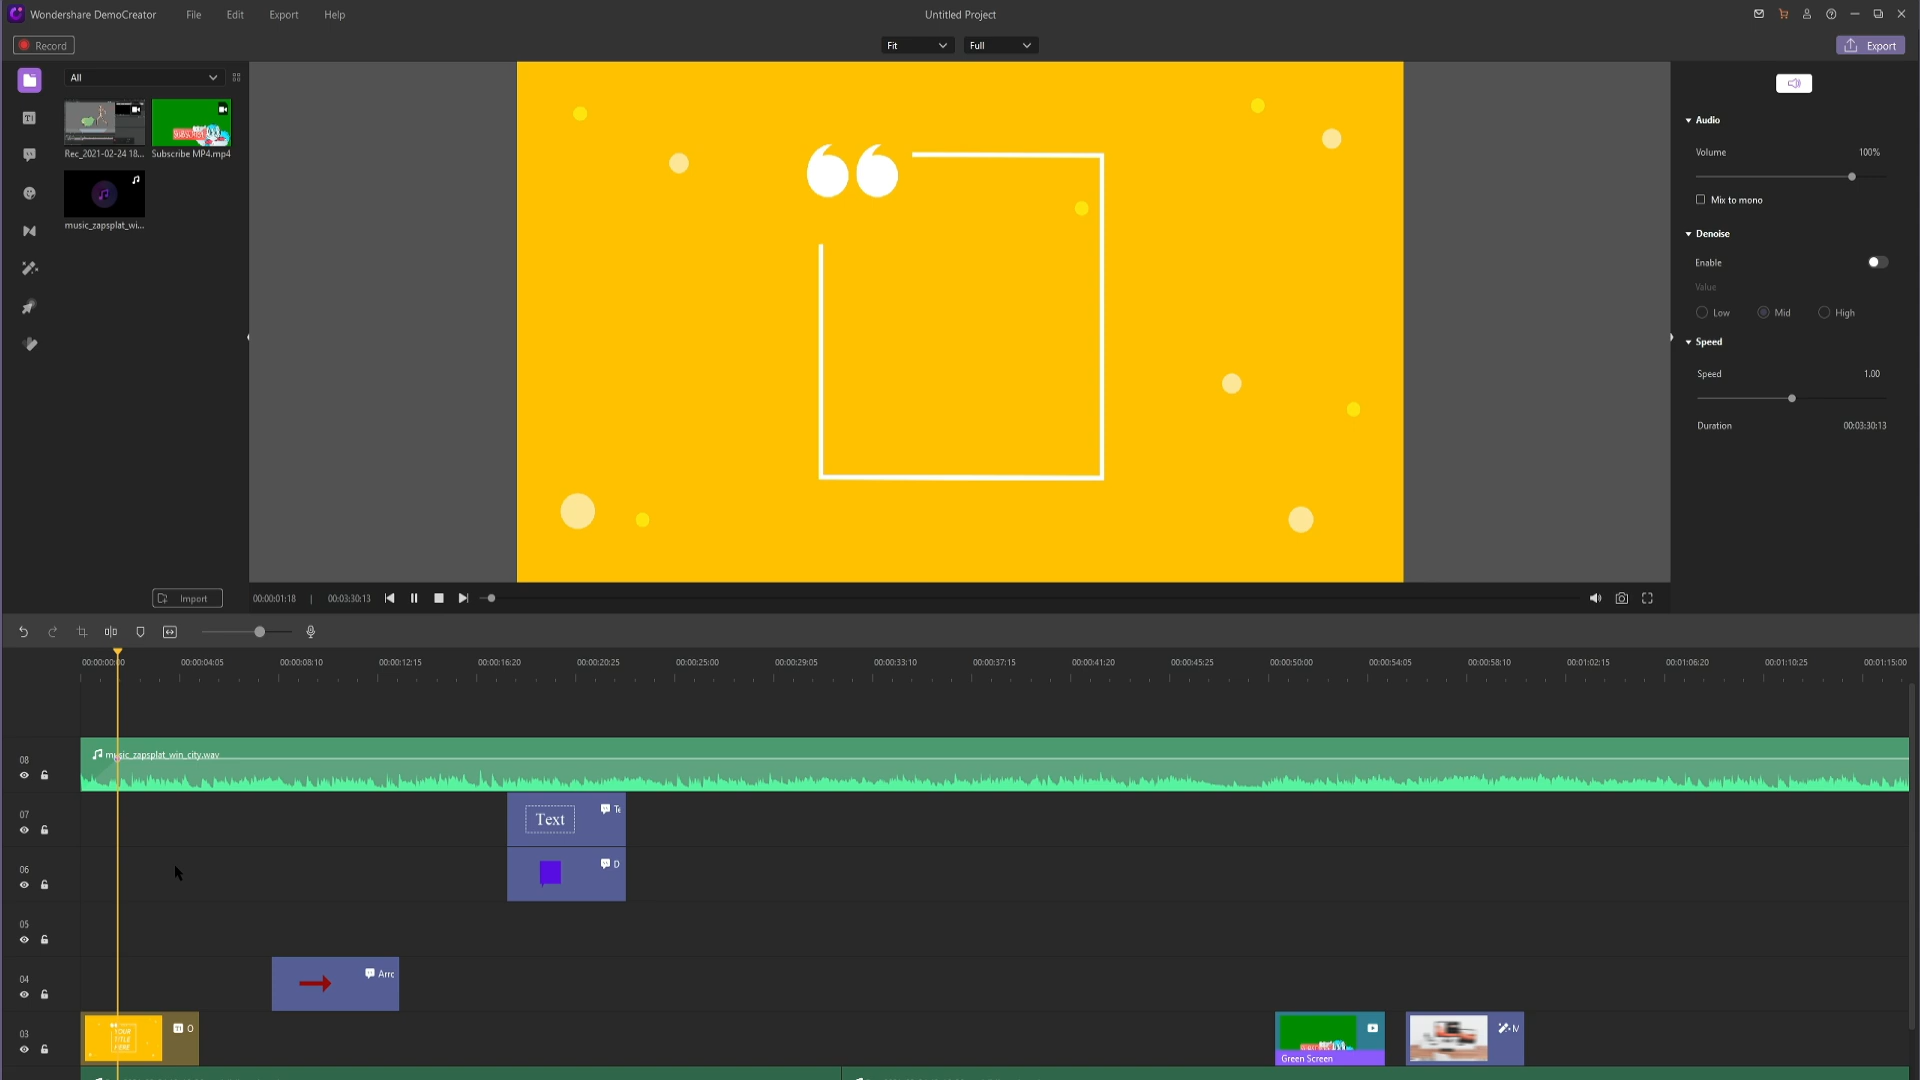 Wondershare DemoCreator File Edit Export Help
Untitled Project
Record
Fit Full
Export
All
Rec_2021-02-24 18... Subscribe MP4.mp4
music_zapsplat_wi...
Import
00:00:01:18 | 00:03:30:13
Audio
Volume 100%
Mix to mono
Denoise
Enable
Value
Low Mid High
Speed
Speed 1.00
Duration 00:03:30:13
00:00:00:00 00:00:04:05 00:00:08:10 00:00:12:15 00:00:16:20 00:00:20:25 00:00:25:00 00:00:29:05 00:00:33:10 00:00:37:15 00:00:41:20 00:00:45:25 00:00:50:00 00:00:54:05 00:00:58:10 00:01:02:15 00:01:06:20 00:01:10:25 00:01:15:00
08
music_zapsplat_win_city.wav
07
Text
Te
06
D
05
04
Arrc
03
YOUR
TITLE
HERE
O
Green Screen
M